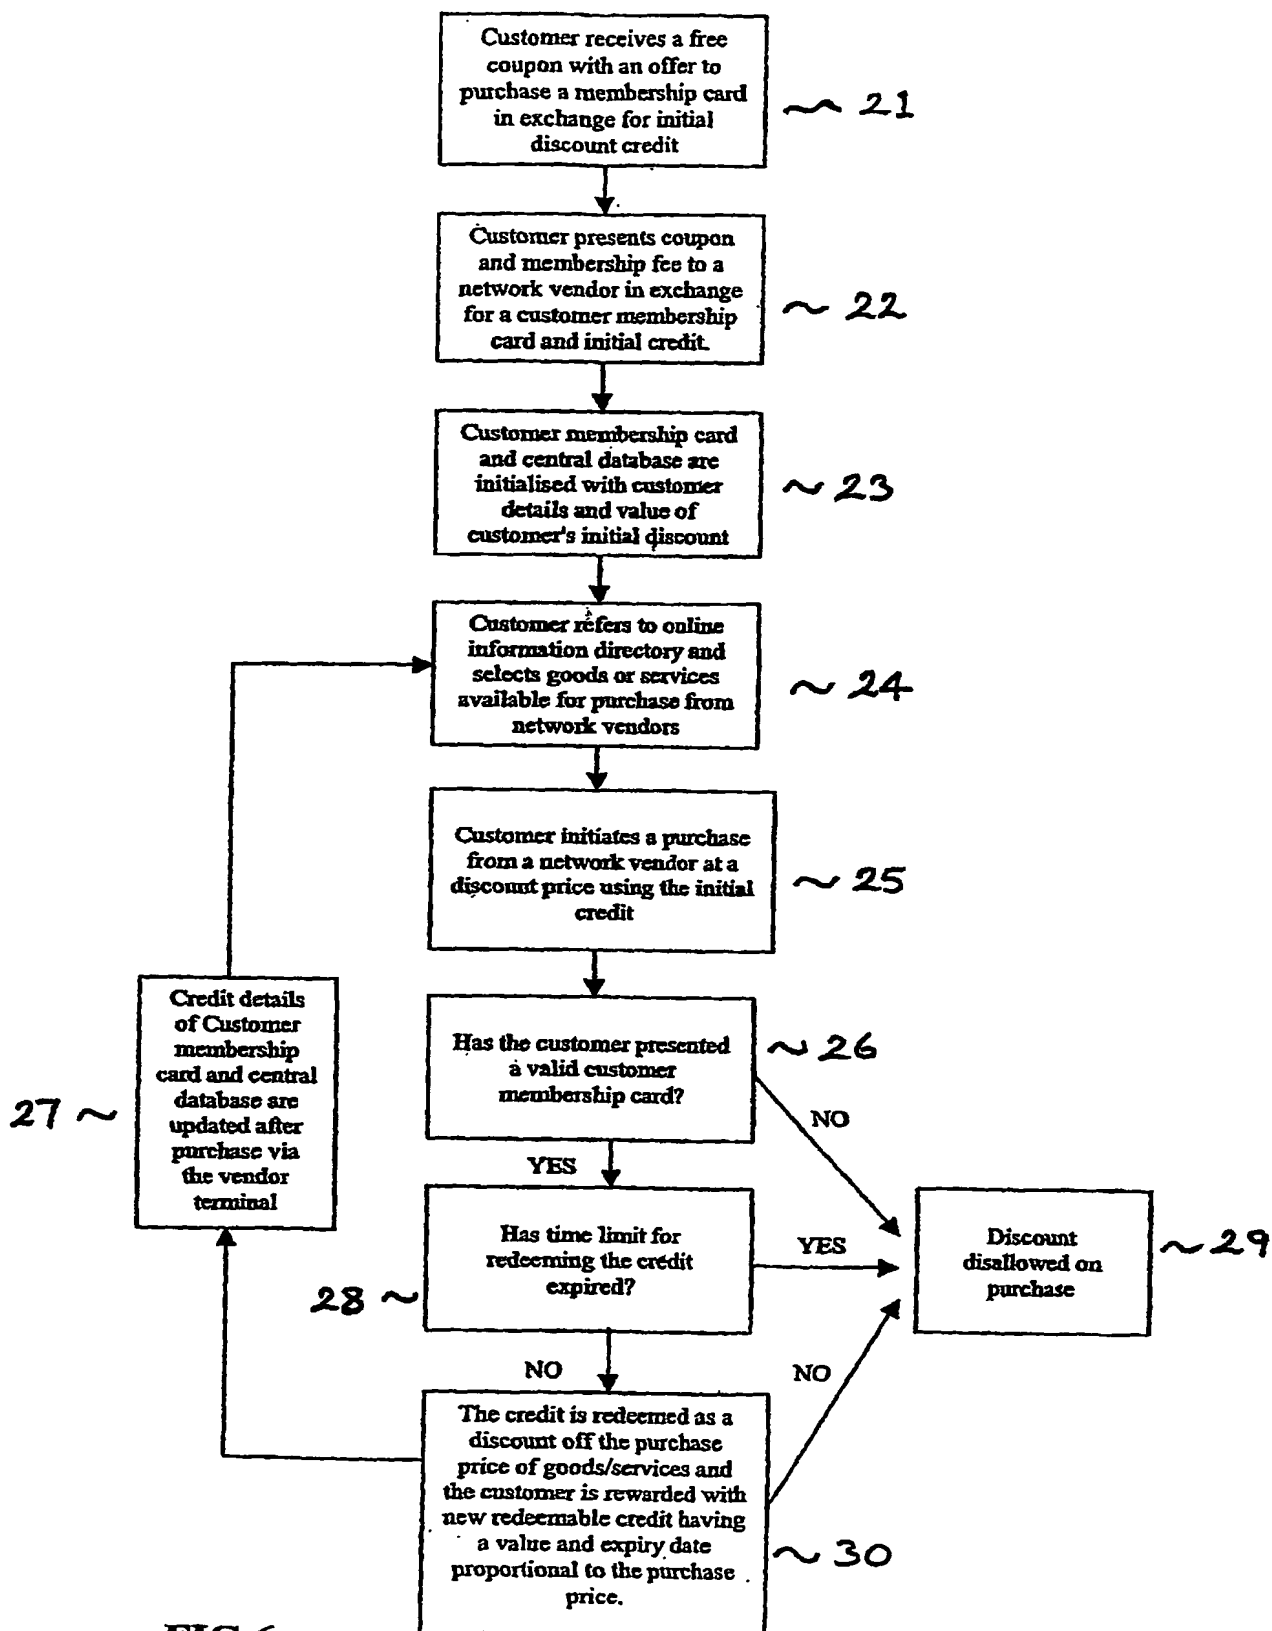 Customer receives a free
coupon with an offer to
purchase a membership card
in exchange for initial
discount credit
~ 21
Customer presents coupon
and membership fee to a
network vendor in exchange
for a customer membership
card and initial credit.
~ 22
Customer membership card
and central database are
initialised with customer
details and value of
customer's initial discount
~ 23
Customer refers to online
information directory and
selects goods or services
available for purchase from
network vendors
~ 24
Customer initiates a purchase
from a network vendor at a
discount price using the initial
credit
~ 25
Has the customer presented
a valid customer
membership card?
~ 26
NO
YES
Credit details
of Customer
membership
card and central
database are
updated after
purchase via
the vendor
terminal
27 ~
Has time limit for
redeeming the credit
expired?
28 ~
YES
NO
Discount
disallowed on
purchase
~ 29
NO
The credit is redeemed as a
discount off the purchase
price of goods/services and
the customer is rewarded with
new redeemable credit having
a value and expiry date
proportional to the purchase
price.
~ 30